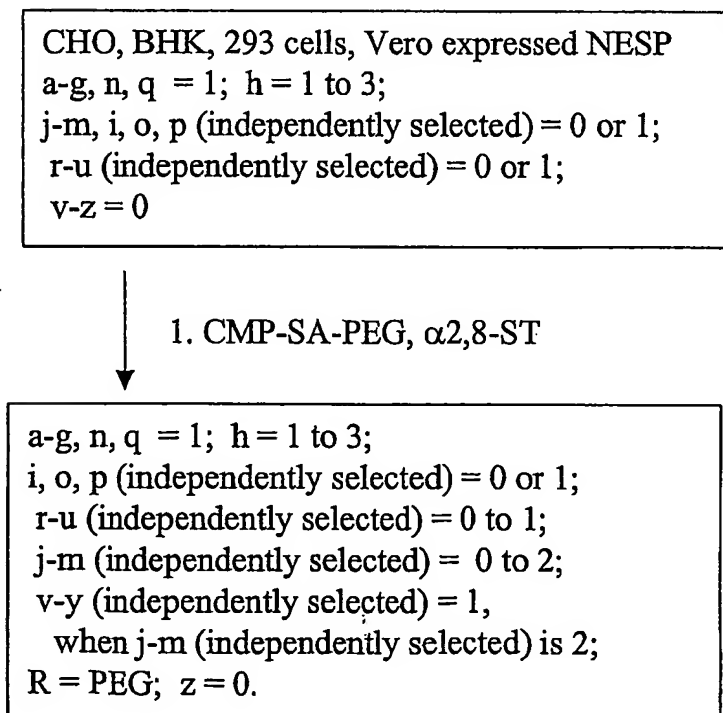 CHO, BHK, 293 cells, Vero expressed NESP
a-g, n, q = 1; h = 1 to 3;
j-m, i, o, p (independently selected) = 0 or 1;
r-u (independently selected) = 0 or 1;
v-z = 0
1. CMP-SA-PEG, α2,8-ST
a-g, n, q = 1; h = 1 to 3;
i, o, p (independently selected) = 0 or 1;
r-u (independently selected) = 0 to 1;
j-m (independently selected) = 0 to 2;
v-y (independently selected) = 1,
when j-m (independently selected) is 2;
R = PEG; z = 0.